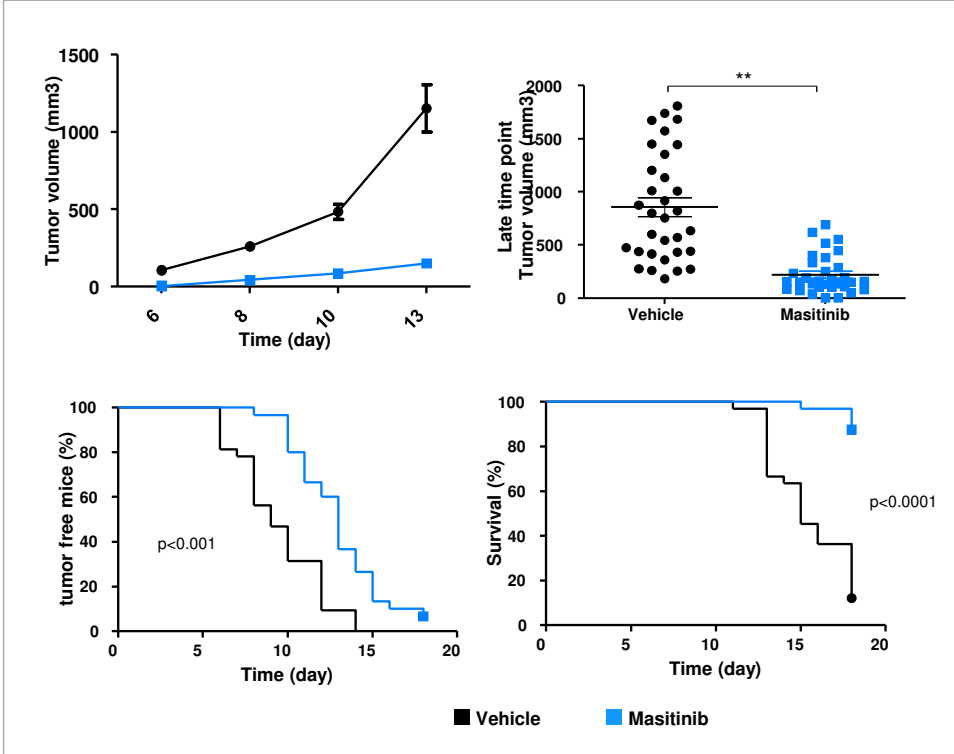 Tumor volume (mm3)
1500
1000
500
0
6
8
10
13
Time (day)
Late time point
Tumor volume (mm3)
2000
1500
1000
500
0
**
Vehicle
Masitinib
tumor free mice (%)
100
80
60
40
20
0
p<0.001
0
5
10
15
20
Time (day)
Survival (%)
100
80
60
40
20
0
p<0.0001
0
5
10
15
20
Time (day)
Vehicle
Masitinib